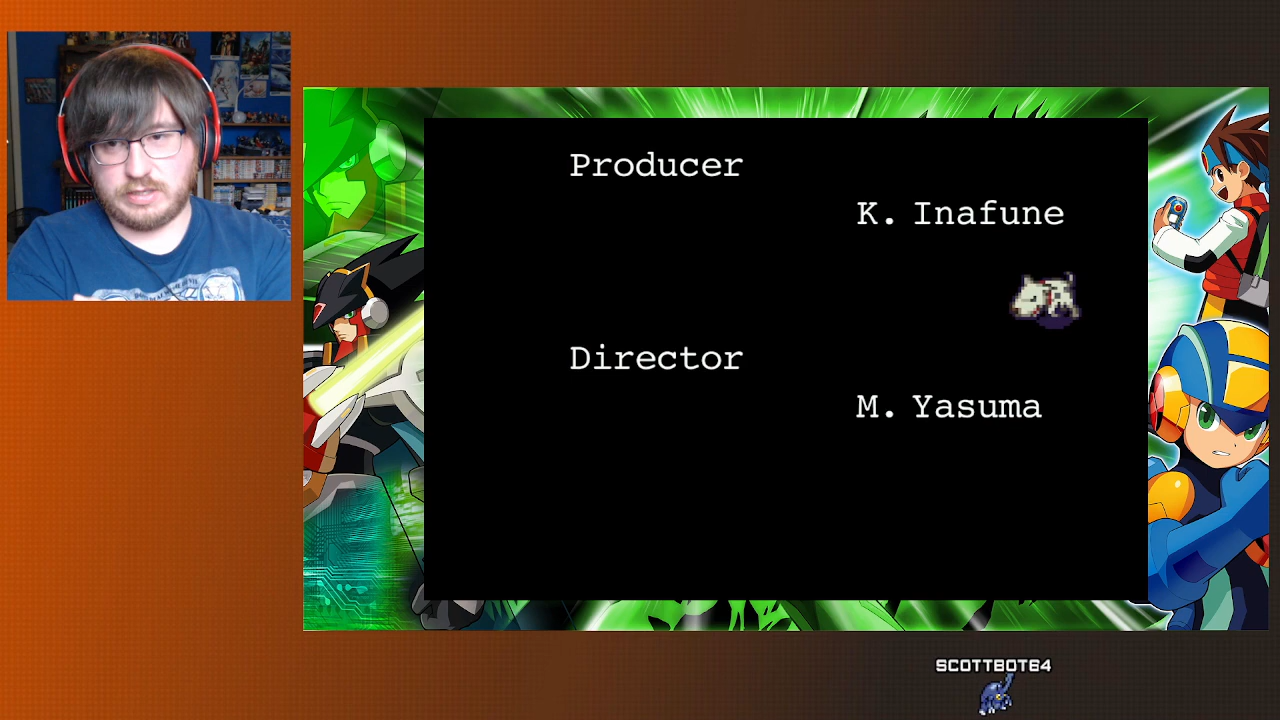 Producer
K. Inafune
Director
M. Yasuma
SCOTTBOT64